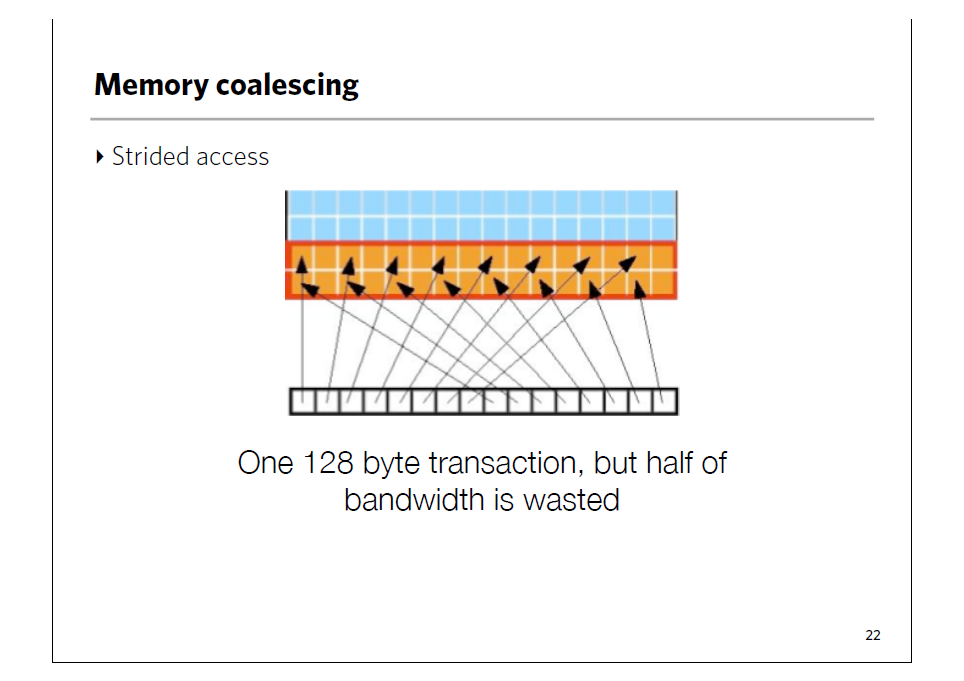 Memory coalescing
Strided access
One 128 byte transaction, but half of
bandwidth is wasted
22